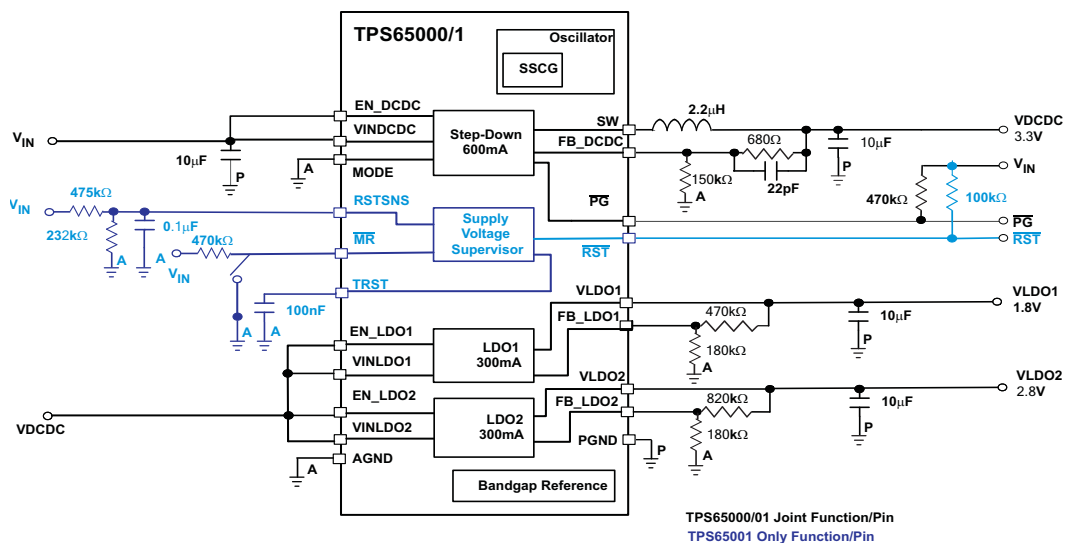 TPS65000/1
Oscillator
SSCG
EN_DCDC
VINDCDC
MODE
Step-Down
600mA
SW
FB_DCDC
PG
2.2μH
680Ω
22pF
150kΩ
A
10μF
P
VDCDC
3.3V
VIN
470kΩ
100kΩ
PG
RST
VIN
10μF
P
A
VIN
475kΩ
232kΩ
A
0.1μF
A
470kΩ
VIN
A
100nF
A
RSTSNS
MR
TRST
Supply
Voltage
Supervisor
RST
EN_LDO1
VINLDO1
LDO1
300mA
VLDO1
FB_LDO1
470kΩ
180kΩ
A
10μF
P
VLDO1
1.8V
VDCDC
EN_LDO2
VINLDO2
LDO2
300mA
VLDO2
FB_LDO2
820kΩ
180kΩ
A
10μF
P
VLDO2
2.8V
A
AGND
PGND
P
Bandgap Reference
TPS65000/01 Joint Function/Pin
TPS65001 Only Function/Pin